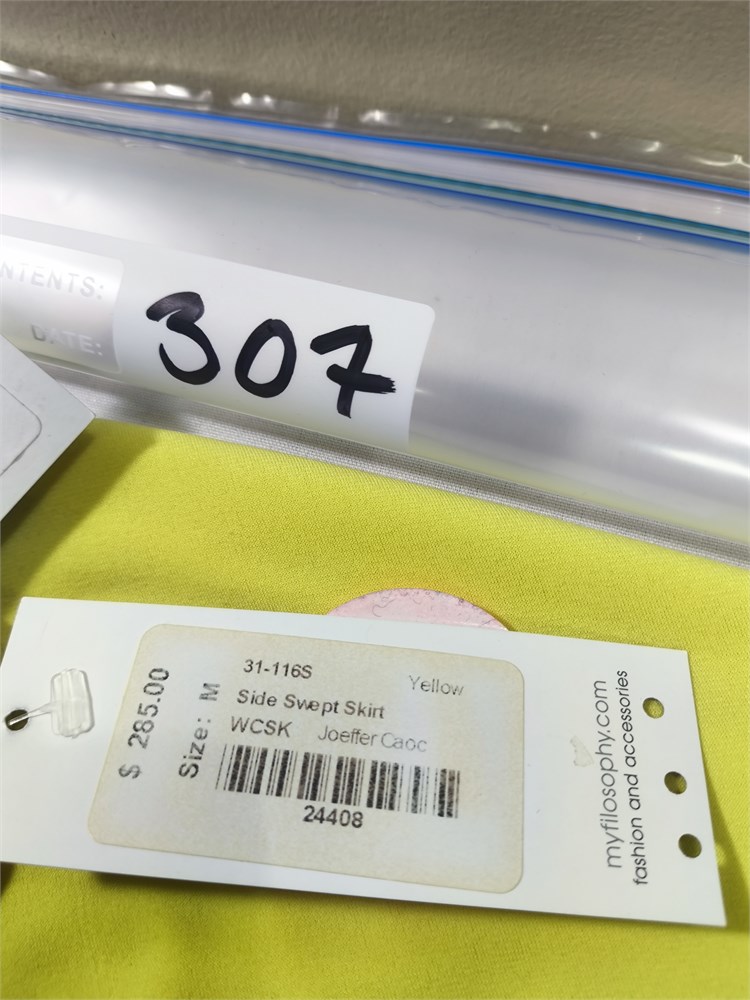 NTENTS:
DATE:
307
31-116S Yellow
Side Swept Skirt
WCSK Joeffer Caoc
24408
$ 285.00
Size: M
myfilosophy.com
fashion and accessories